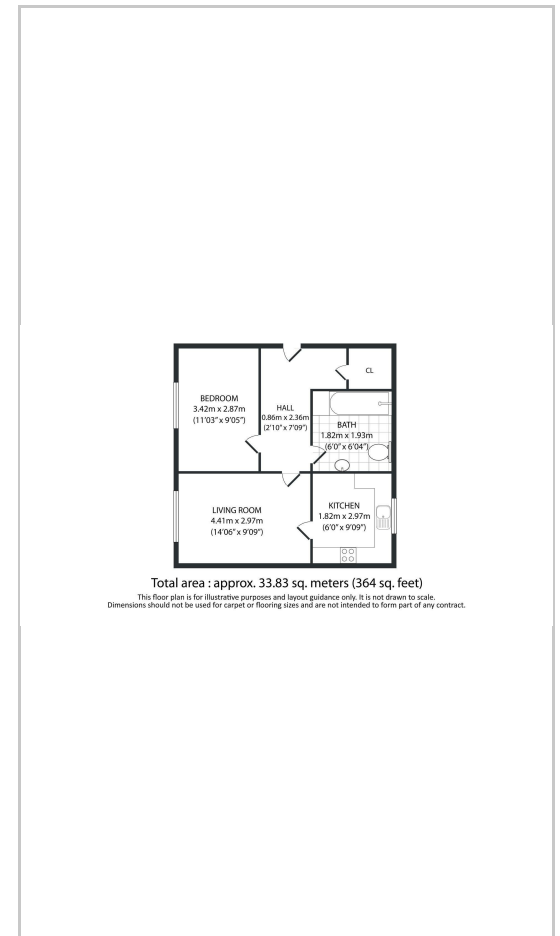 BEDROOM
3.42m x 2.87m
(11'03" x 9'05")
HALL
0.86m x 2.36m
(2'10" x 7'09")
CL
BATH
1.82m x 1.93m
(6'0" x 6'04")
LIVING ROOM
4.41m x 2.97m
(14'06" x 9'09")
KITCHEN
1.82m x 2.97m
(6'0" x 9'09")
Total area : approx. 33.83 sq. meters (364 sq. feet)
This floor plan is for illustrative purposes and layout guidance only. It is not drawn to scale.
Dimensions should not be used for carpet or flooring sizes and are not intended to form part of any contract.